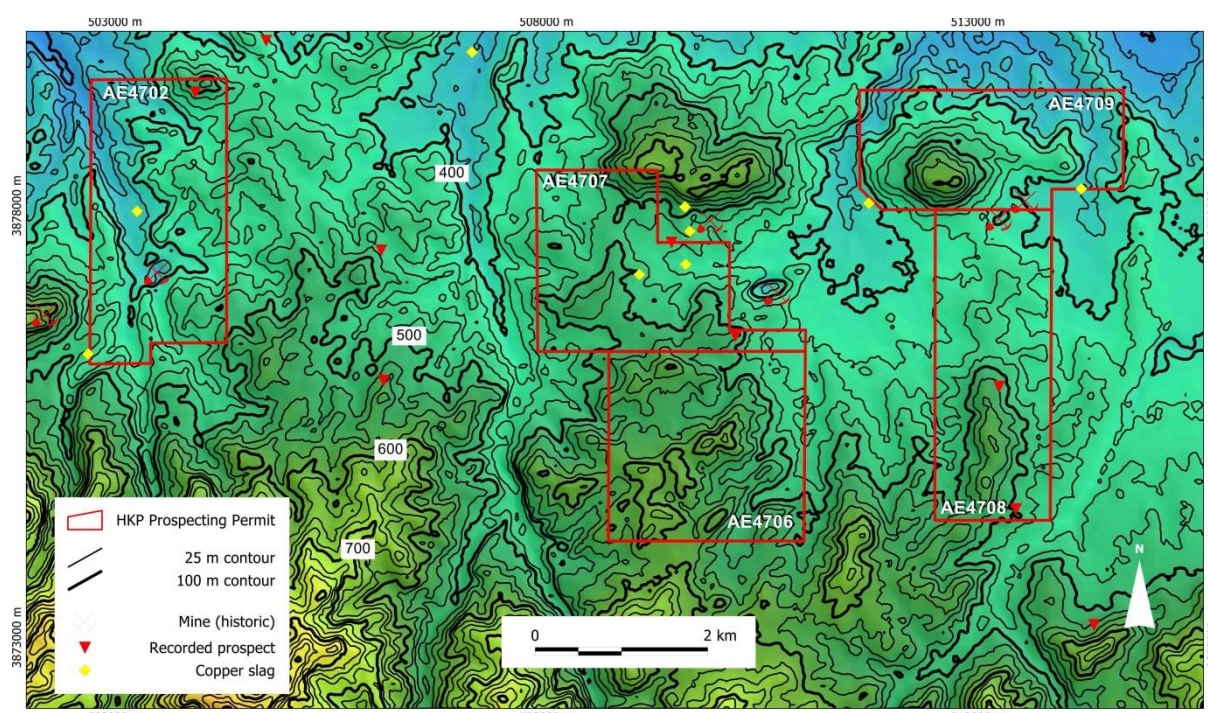 503000 m
508000 m
513000 m
AE4702
AE4709
400
AE4707
3878000 m
500
600
AE4706
AE4708
HKP Prospecting Permit
700
25 m contour
100 m contour
N
Mine (historic)
3873000 m
0
2 km
Recorded prospect
Copper slag